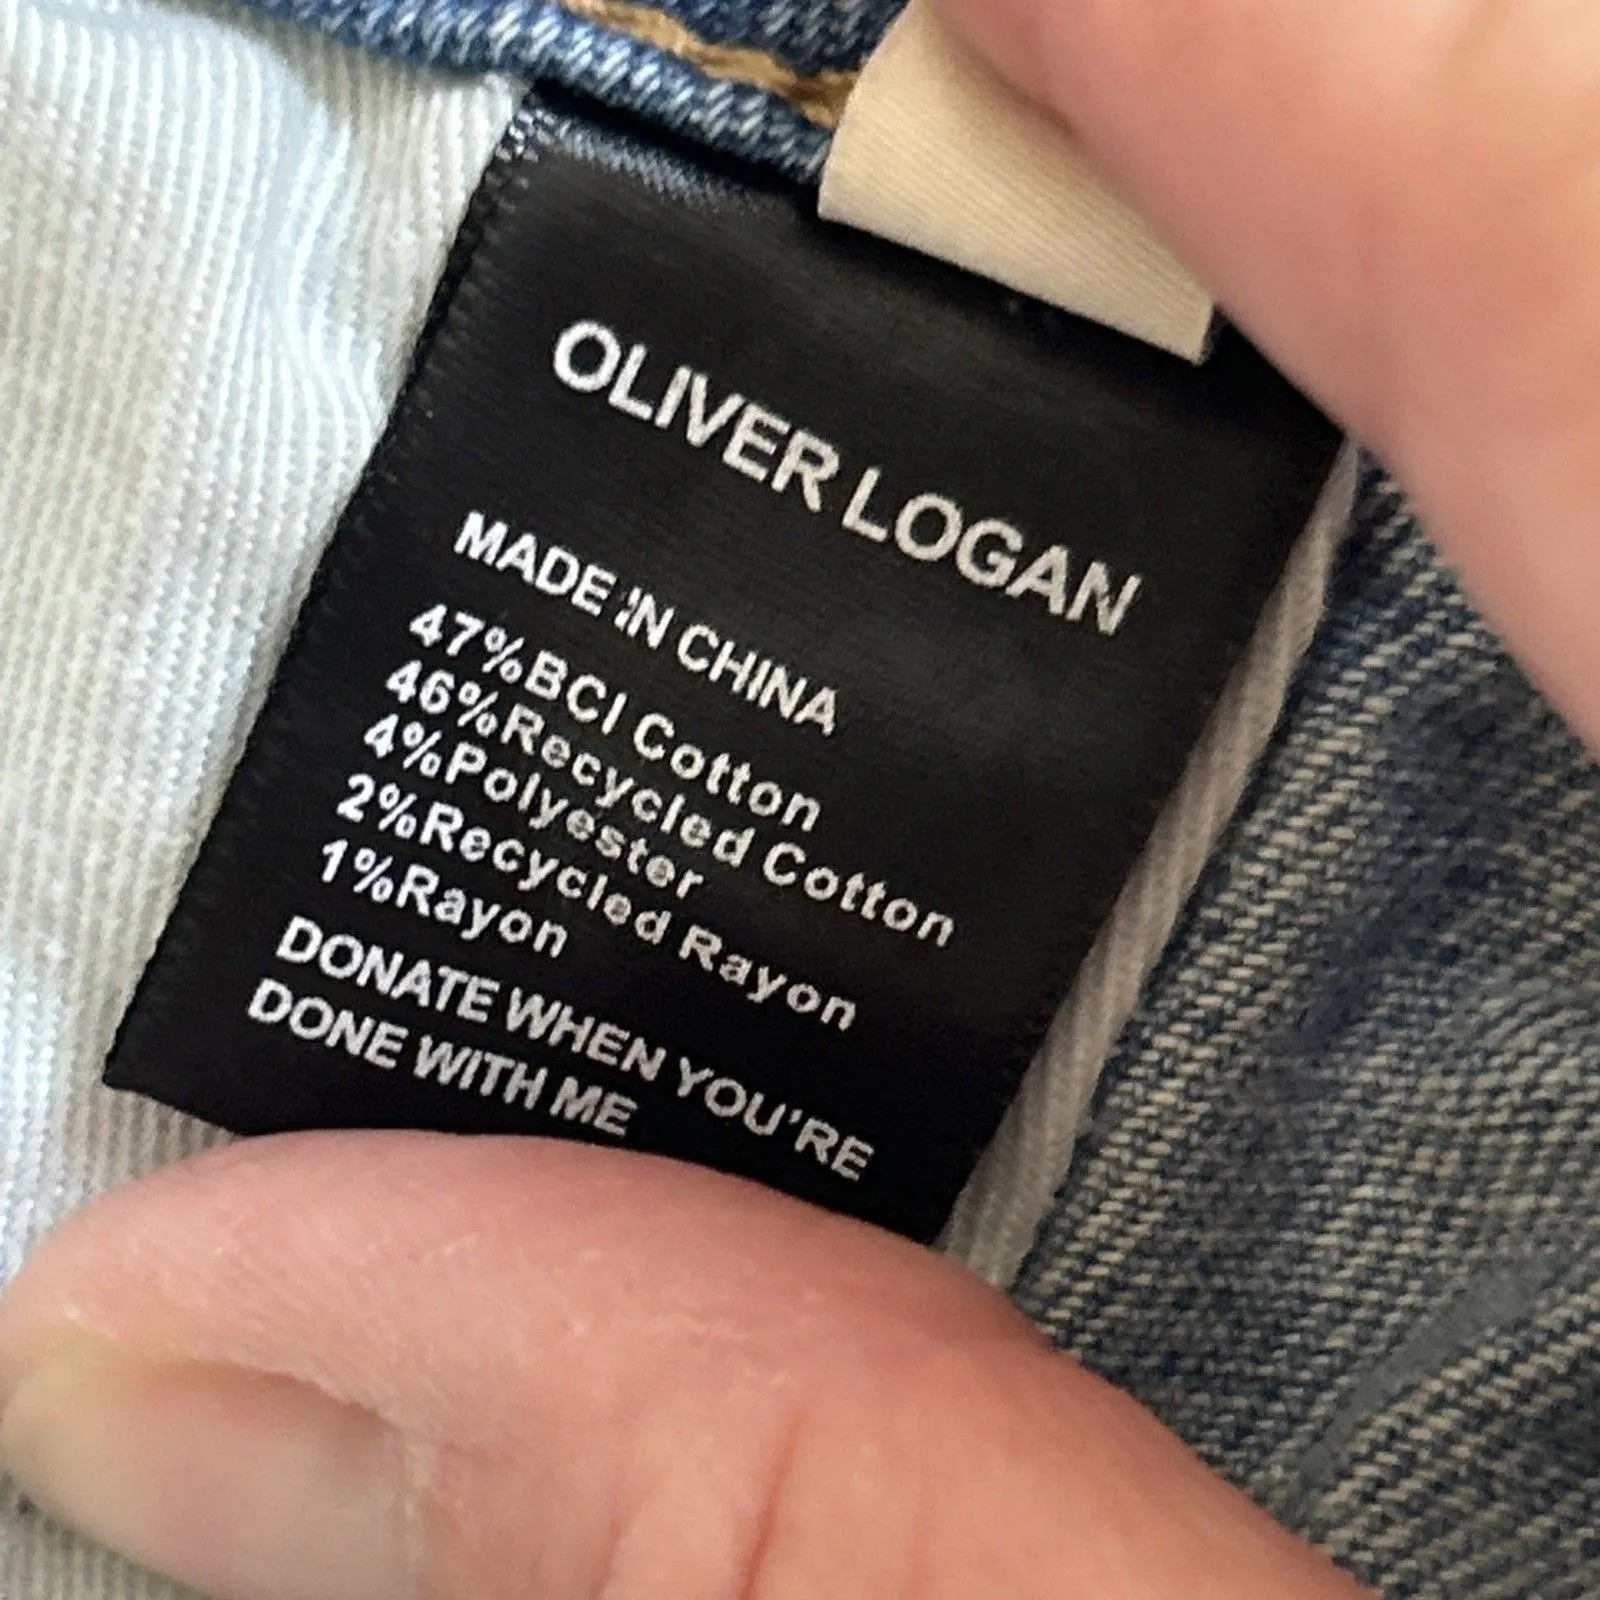 OLIVER LOGAN
MADE IN CHINA
47%BCI Cotton
46%Recycled Cotton
4%Polyester
2%Recycled Rayon
1%Rayon
DONATE WHEN YOU'RE
DONE WITH ME